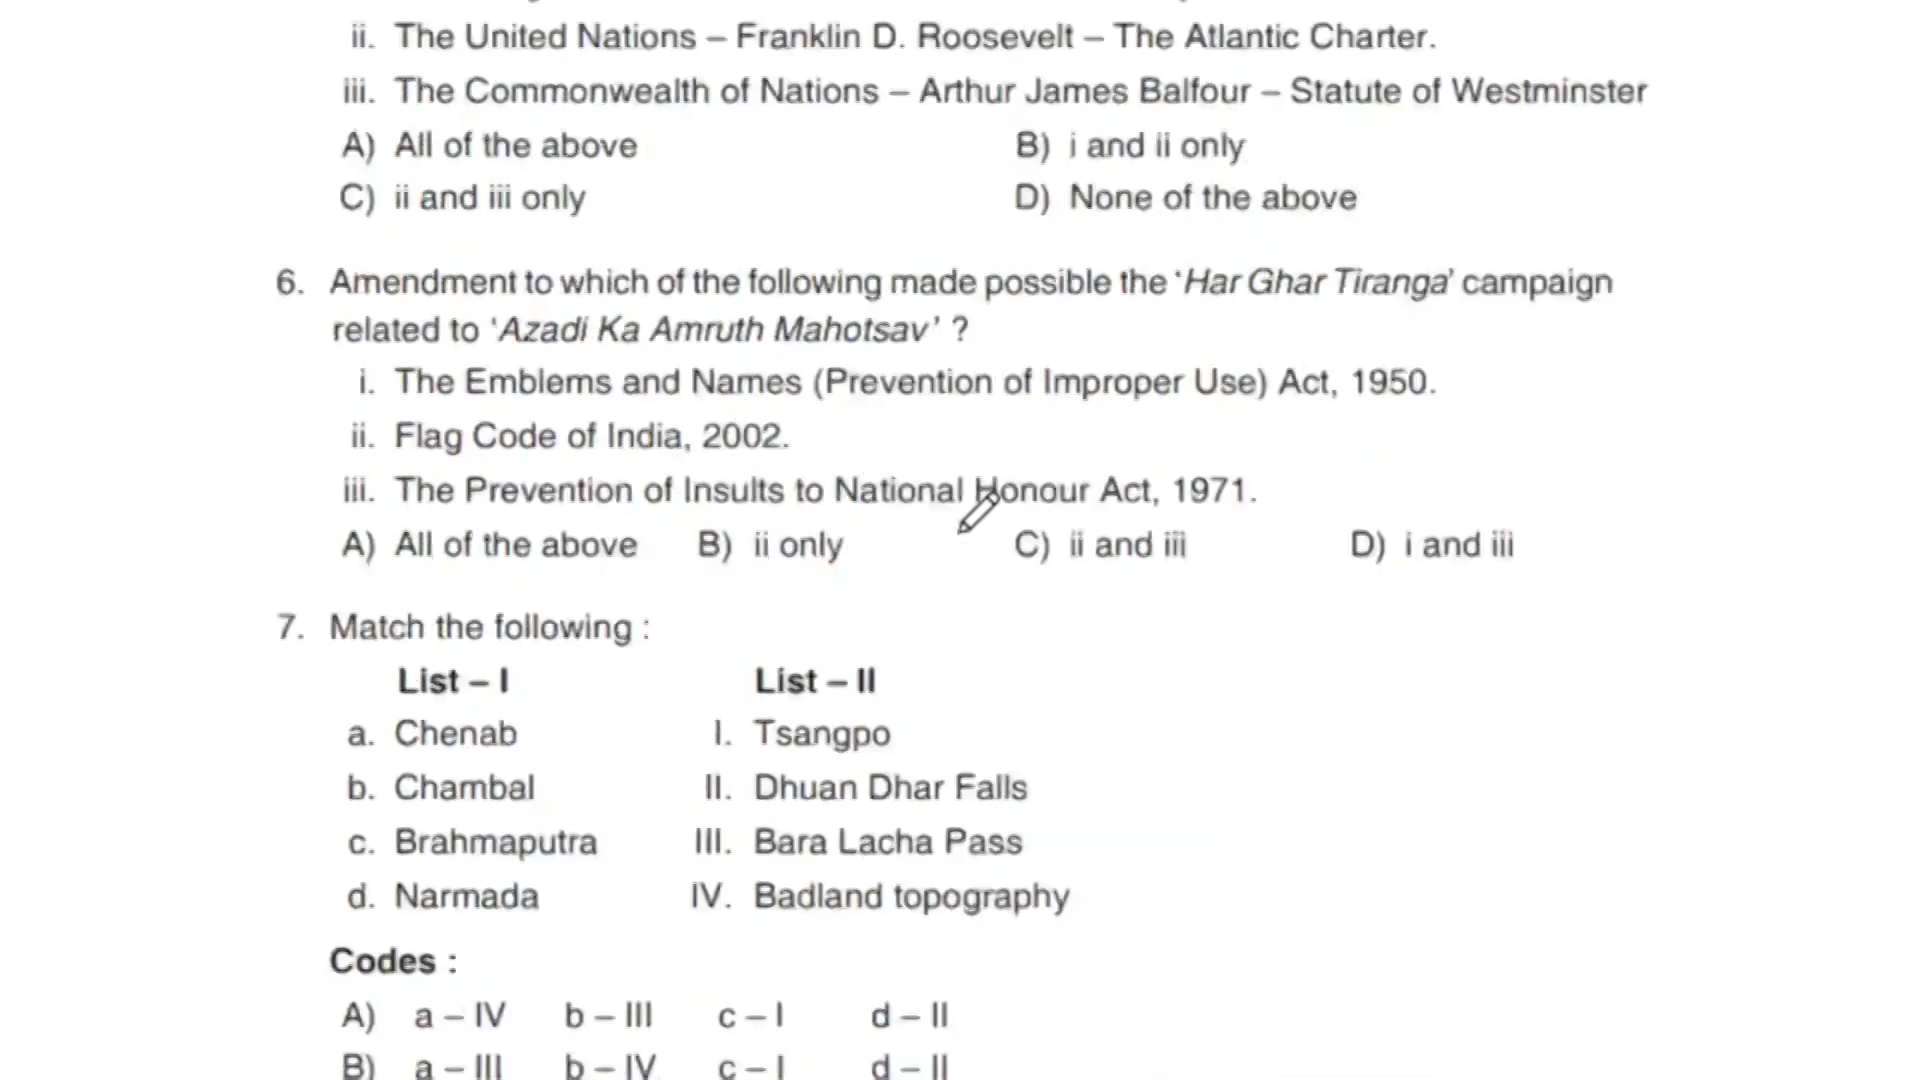 ii. The United Nations – Franklin D. Roosevelt – The Atlantic Charter.
iii. The Commonwealth of Nations – Arthur James Balfour – Statute of Westminster
A) All of the above B) i and ii only
C) ii and iii only D) None of the above
6. Amendment to which of the following made possible the ‘Har Ghar Tiranga’ campaign
related to ‘Azadi Ka Amruth Mahotsav’ ?
i. The Emblems and Names (Prevention of Improper Use) Act, 1950.
ii. Flag Code of India, 2002.
iii. The Prevention of Insults to National Honour Act, 1971.
A) All of the above B) ii only C) ii and iii D) i and iii
7. Match the following :
List – I List – II
a. Chenab I. Tsangpo
b. Chambal II. Dhuan Dhar Falls
c. Brahmaputra III. Bara Lacha Pass
d. Narmada IV. Badland topography
Codes :
A) a – IV b – III c – I d – II
B) a – III b – IV c – I d – II